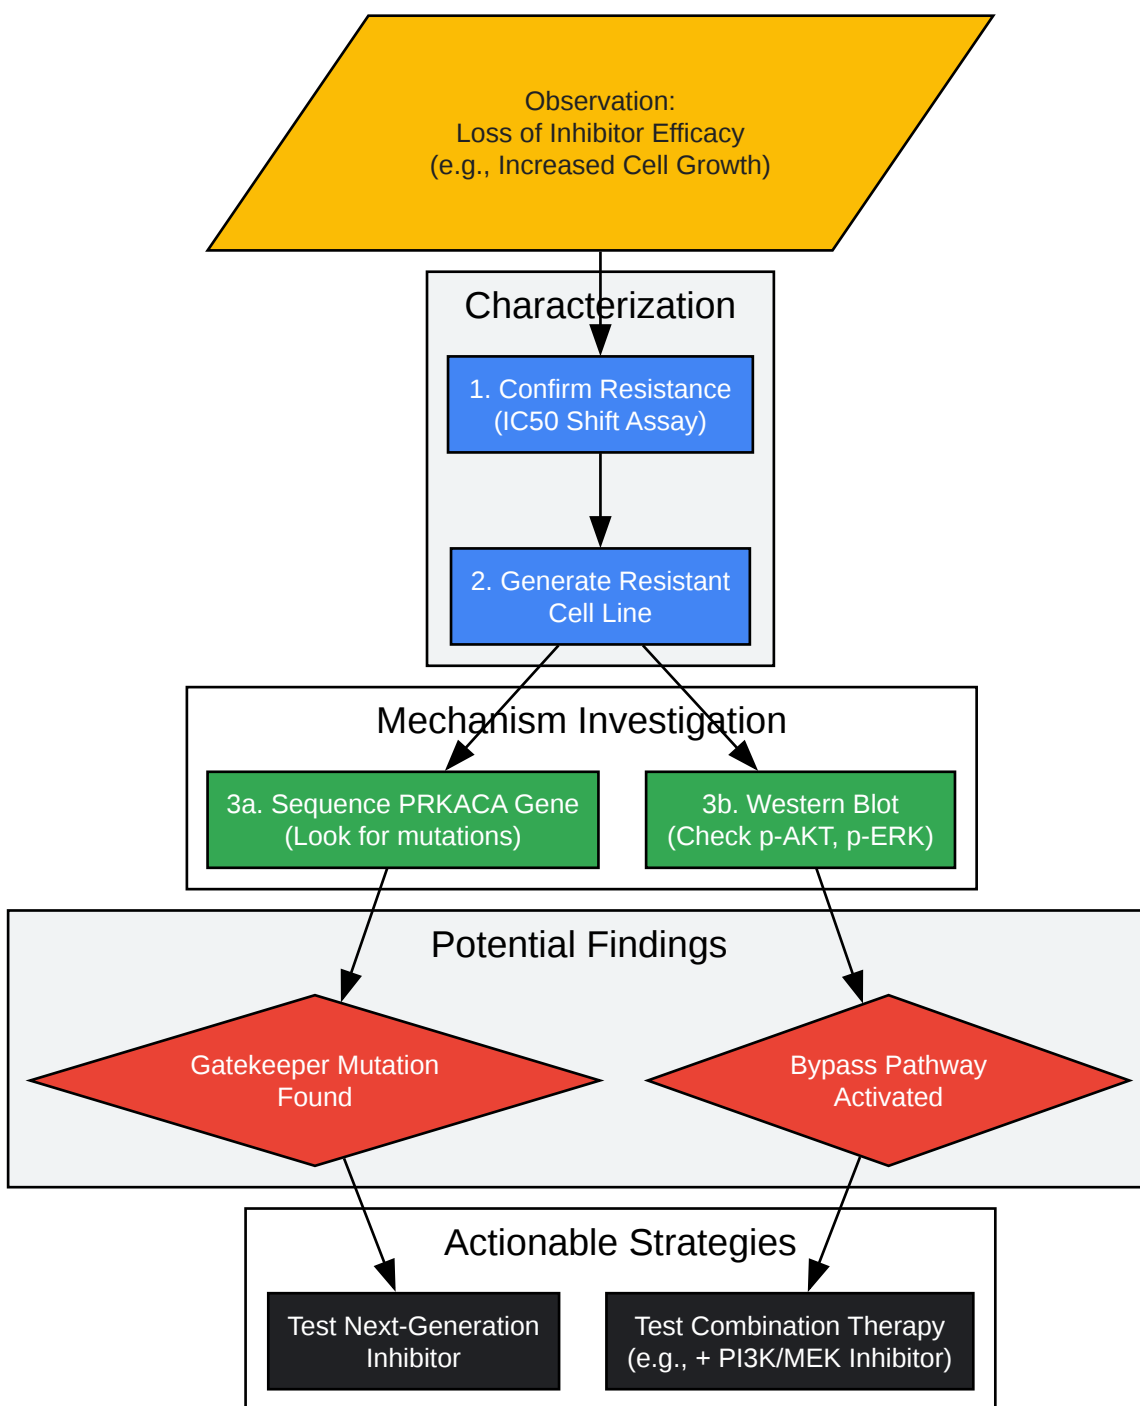 Observation:
Loss of Inhibitor Efficacy
(e.g., Increased Cell Growth)
Characterization
1. Confirm Resistance
(IC50 Shift Assay)
2. Generate Resistant
Cell Line
Mechanism Investigation
3a. Sequence PRKACA Gene
(Look for mutations)
3b. Western Blot
(Check p-AKT, p-ERK)
Potential Findings
Gatekeeper Mutation
Found
Bypass Pathway
Activated
Actionable Strategies
Test Next-Generation
Inhibitor
Test Combination Therapy
(e.g., + PI3K/MEK Inhibitor)